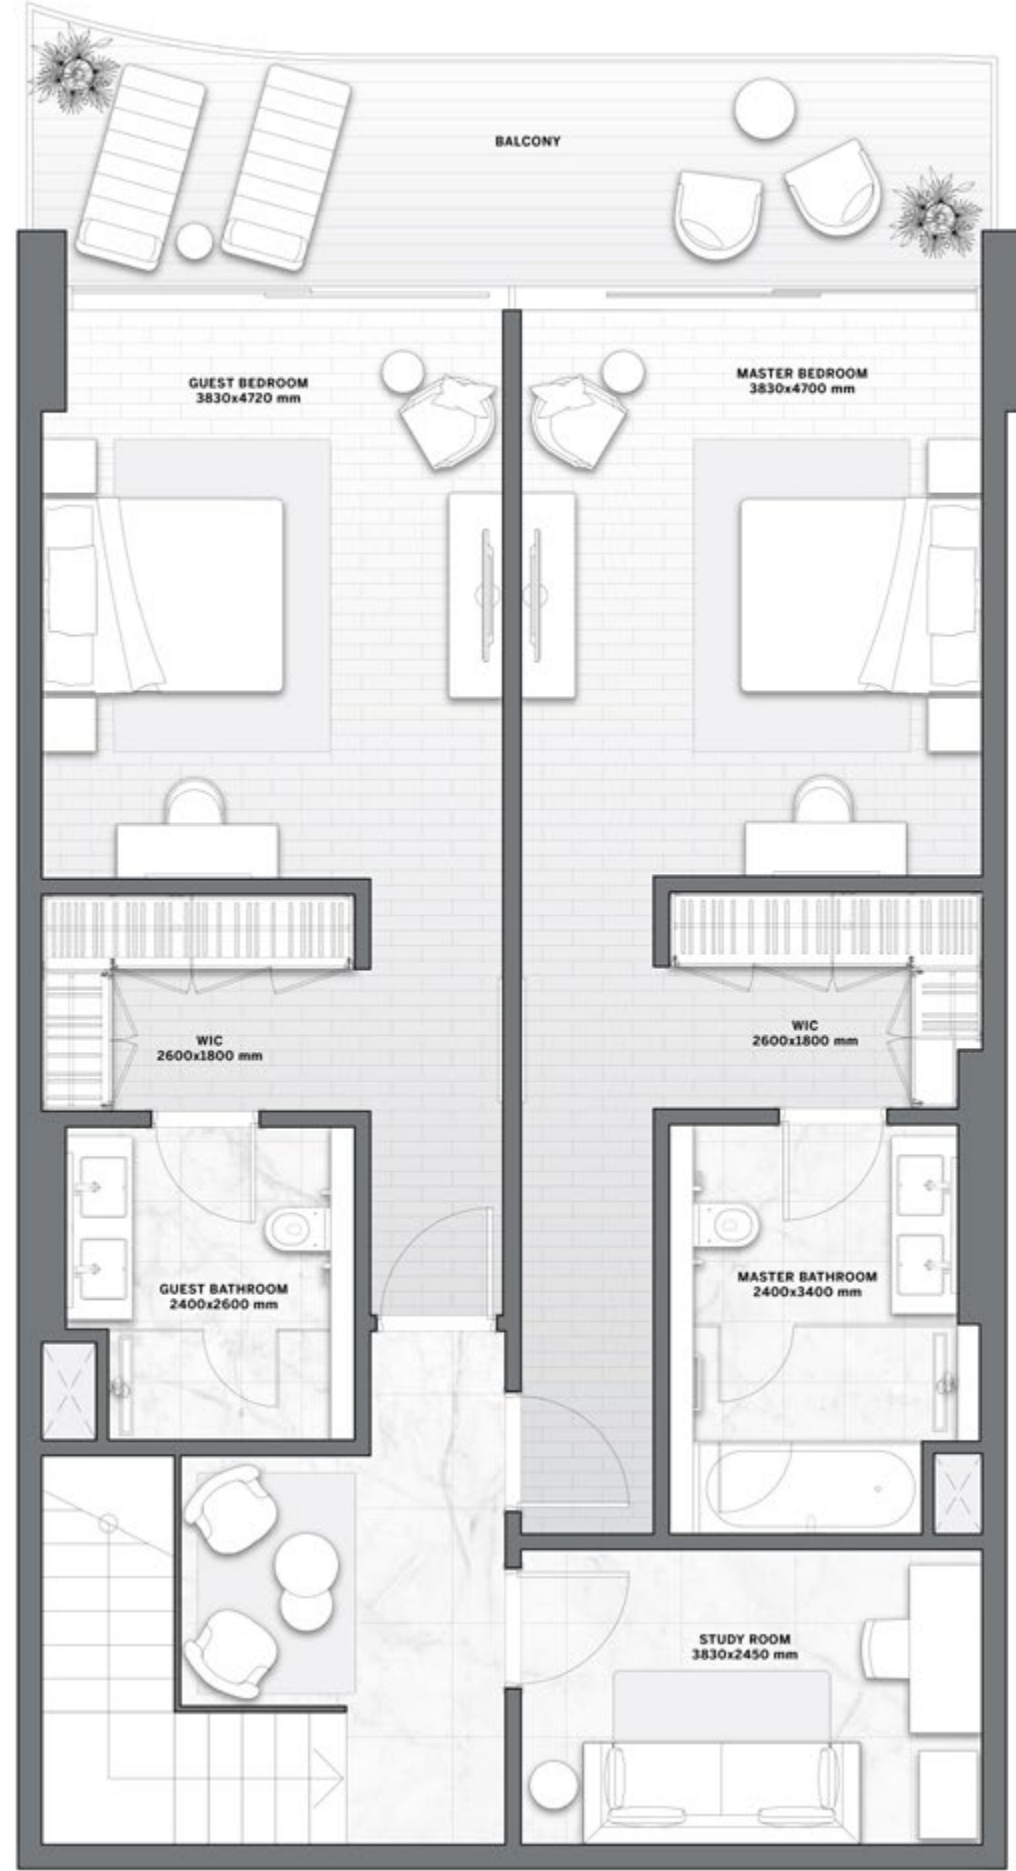 BALCONY
GUEST BEDROOM
3830x4720 mm
MASTER BEDROOM
3830x4700 mm
WIC
2600x1800 mm
WIC
2600x1800 mm
GUEST BATHROOM
2400x2600 mm
MASTER BATHROOM
2400x3400 mm
STUDY ROOM
3830x2450 mm